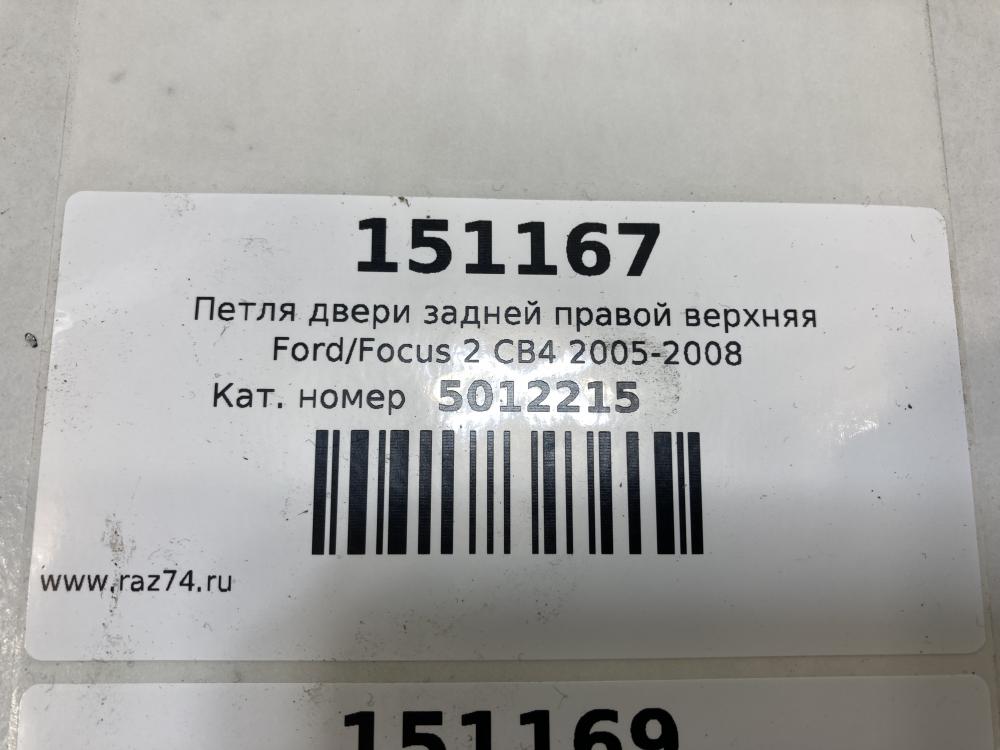 151167
Петля двери задней правой верхняя
Ford/Focus 2 CB4 2005-2008
Кат. номер 5012215
www.raz74.ru
151169